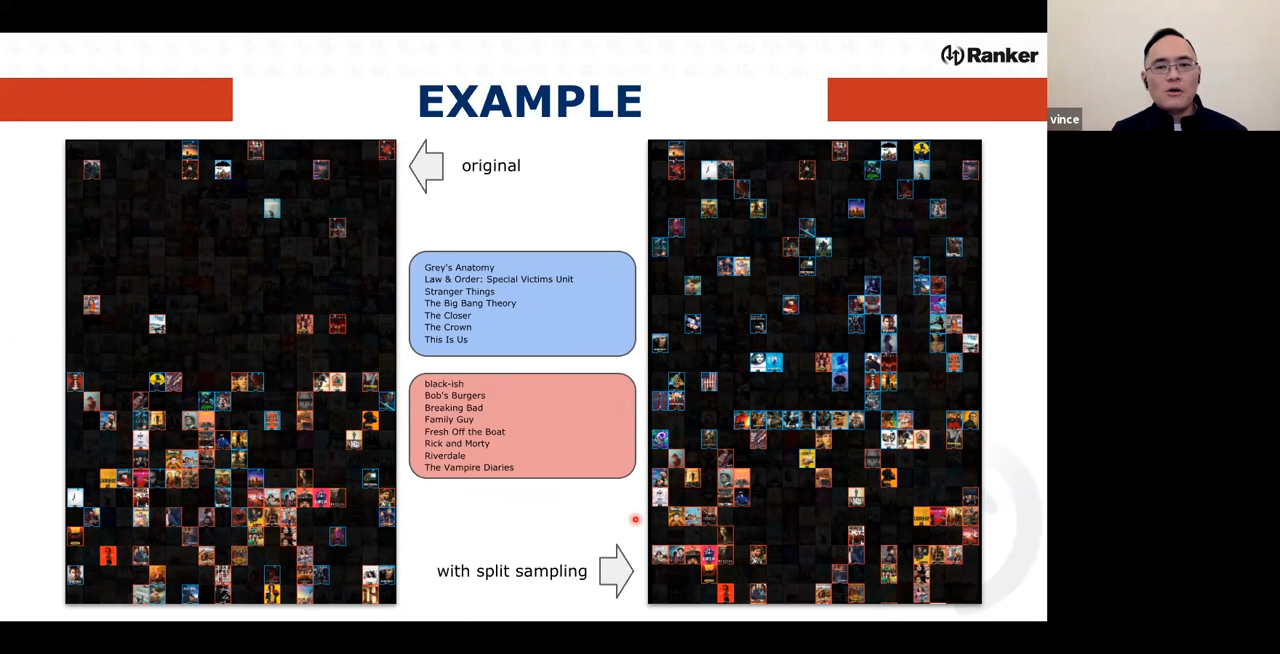 Ranker
vince
EXAMPLE
original
Grey's Anatomy
Law & Order: Special Victims Unit
Stranger Things
The Big Bang Theory
The Closer
The Crown
This Is Us
black-ish
Bob's Burgers
Breaking Bad
Family Guy
Fresh Off the Boat
Rick and Morty
Riverdale
The Vampire Diaries
with split sampling